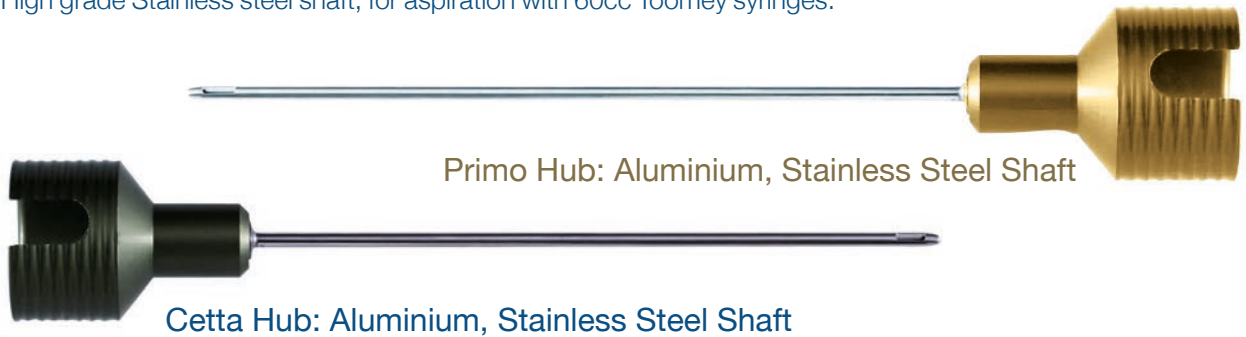 High grade Stainless steel shaft, for aspiration with 60cc Toomey syringes.
Primo Hub: Aluminium, Stainless Steel Shaft
Cetta Hub: Aluminium, Stainless Steel Shaft